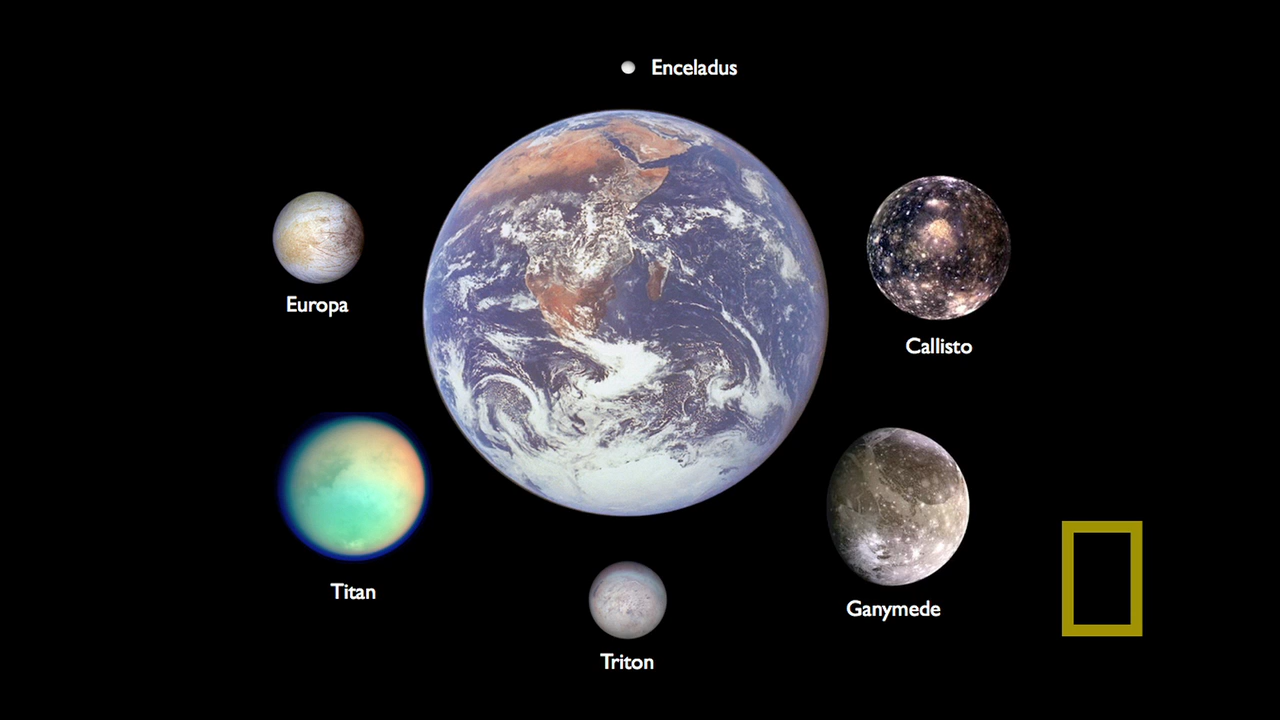 Enceladus
Europa
Callisto
Titan
Ganymede
Triton